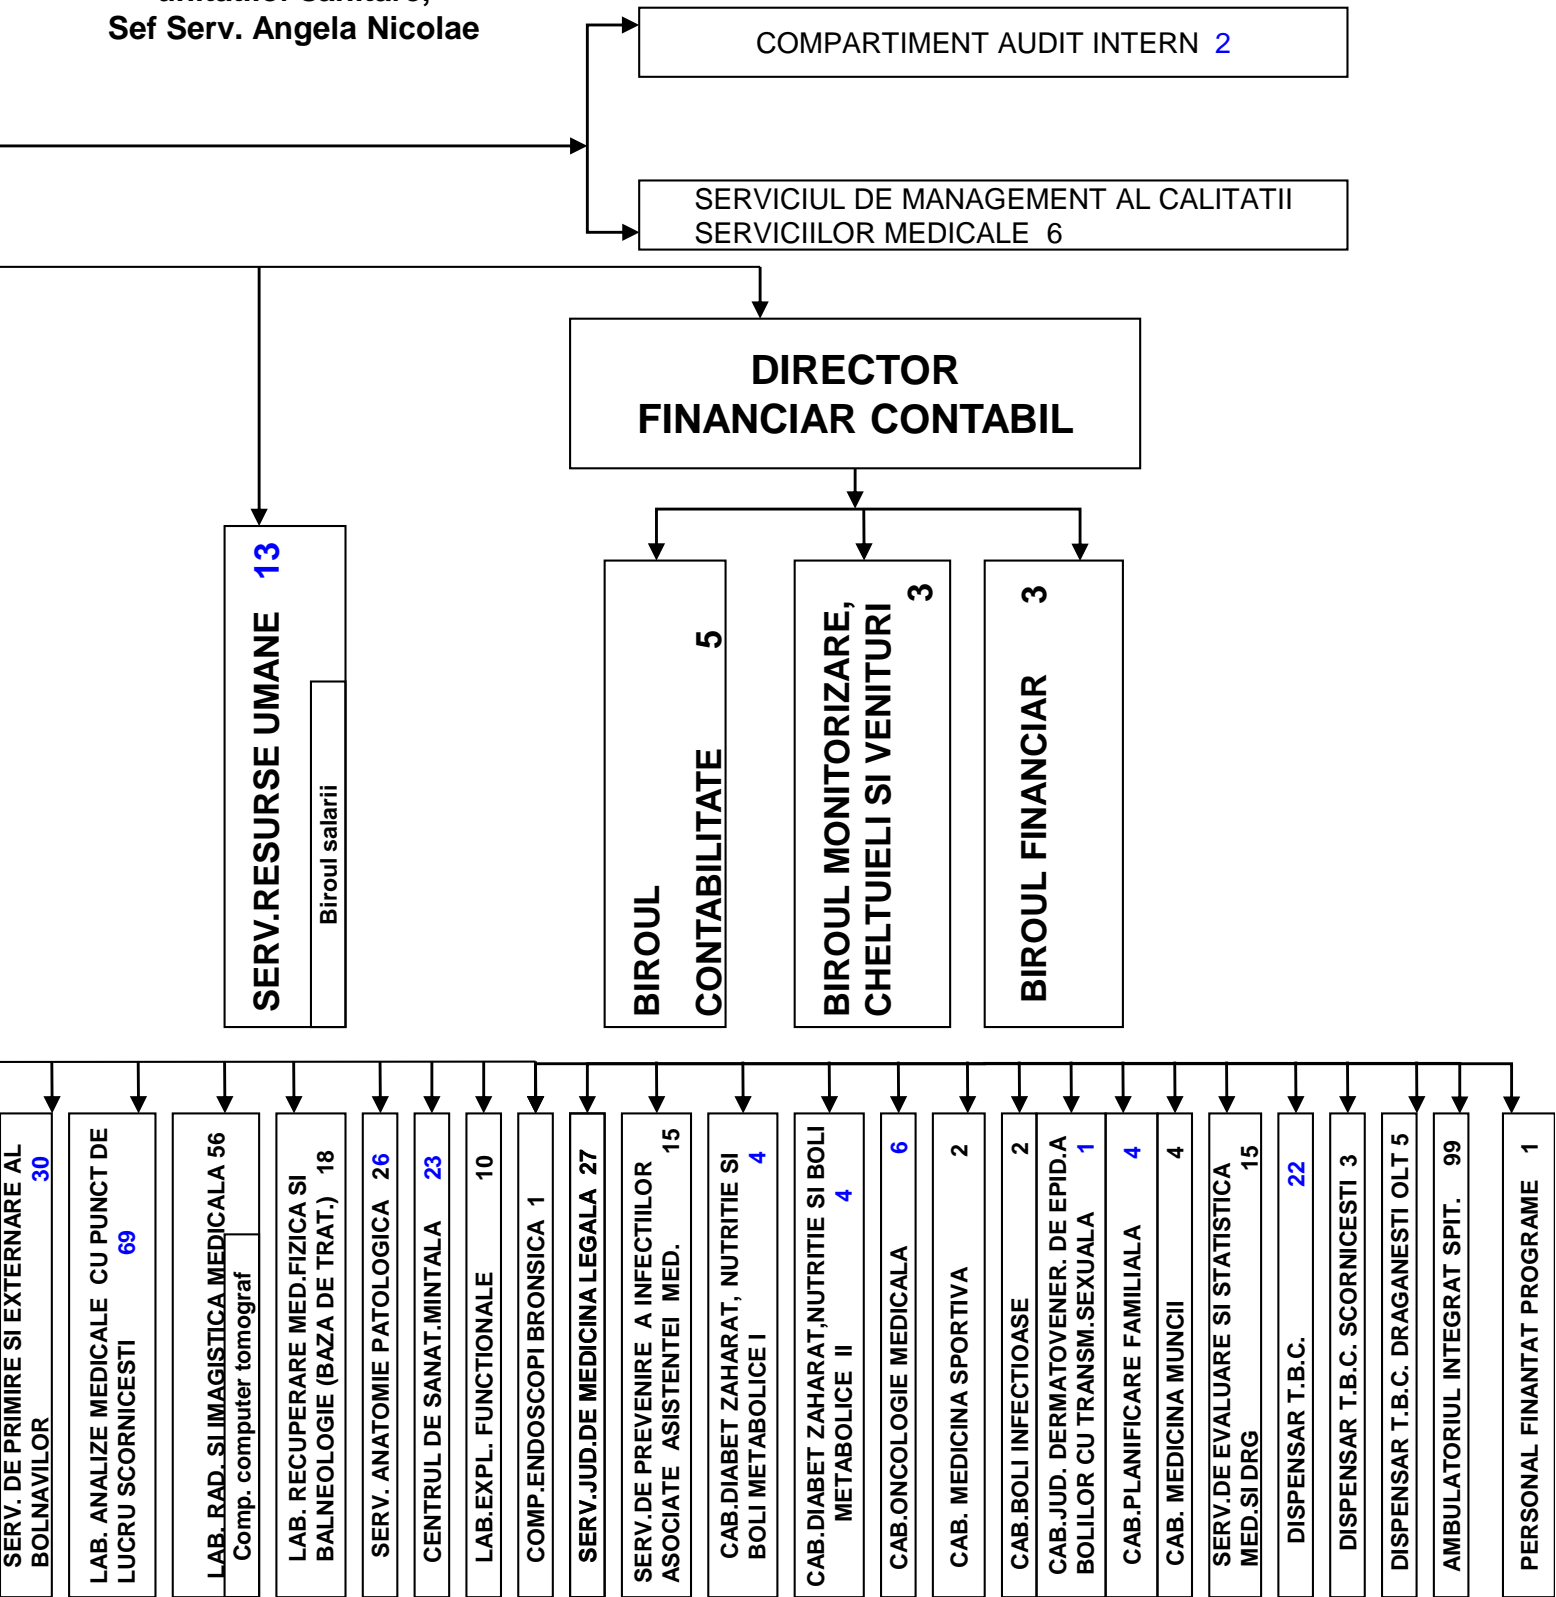 Sef Serv. Angela Nicolae
COMPARTIMENT AUDIT INTERN 2
SERVICIUL DE MANAGEMENT AL CALITATII
SERVICIILOR MEDICALE 6
DIRECTOR
FINANCIAR CONTABIL
SERV.RESURSE UMANE 13
Biroul salarii
BIROUL
CONTABILITATE 5
BIROUL MONITORIZARE,
CHELTUIELI SI VENITURI
3
BIROUL FINANCIAR 3
SERV. DE PRIMIRE SI EXTERNARE AL
BOLNAVILOR 30
LAB. ANALIZE MEDICALE CU PUNCT DE
LUCRU SCORNICESTI 69
LAB. RAD. SI IMAGISTICA MEDICALA 56
Comp. computer tomograf
LAB. RECUPERARE MED.FIZICA SI
BALNEOLOGIE (BAZA DE TRAT.) 18
SERV. ANATOMIE PATOLOGICA 26
CENTRUL DE SANAT.MINTALA 23
LAB.EXPL. FUNCTIONALE 10
COMP.ENDOSCOPI BRONSICA 1
SERV.JUD.DE MEDICINA LEGALA 27
SERV.DE PREVENIRE A INFECTIILOR
ASOCIATE ASISTENTEI MED. 15
CAB.DIABET ZAHARAT, NUTRITIE SI
BOLI METABOLICE I 4
CAB.DIABET ZAHARAT,NUTRITIE SI BOLI
METABOLICE II 4
CAB.ONCOLOGIE MEDICALA 6
CAB. MEDICINA SPORTIVA 2
CAB.BOLI INFECTIOASE 2
CAB.JUD. DERMATOVENER. DE EPID.A
BOLILOR CU TRANSM.SEXUALA 1
CAB.PLANIFICARE FAMILIALA 4
CAB. MEDICINA MUNCII 4
SERV.DE EVALUARE SI STATISTICA
MED.SI DRG 15
DISPENSAR T.B.C. 22
DISPENSAR T.B.C. SCORNICESTI 3
DISPENSAR T.B.C. DRAGANESTI OLT 5
AMBULATORIUL INTEGRAT SPIT. 99
PERSONAL FINANTAT PROGRAME 1